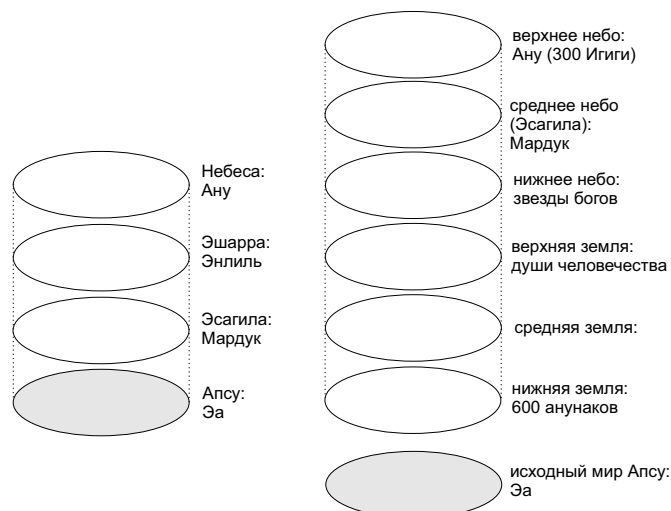 Небеса:
Ану
Эшарра:
Энлиль
Эсагила:
Мардук
Апсу:
Эа
верхнее небо:
Ану (300 Игиги)
среднее небо
(Эсагила):
Мардук
нижнее небо:
звезды богов
верхняя земля:
души человечества
средняя земля:
нижняя земля:
600 анунаков
исходный мир Апсу:
Эа